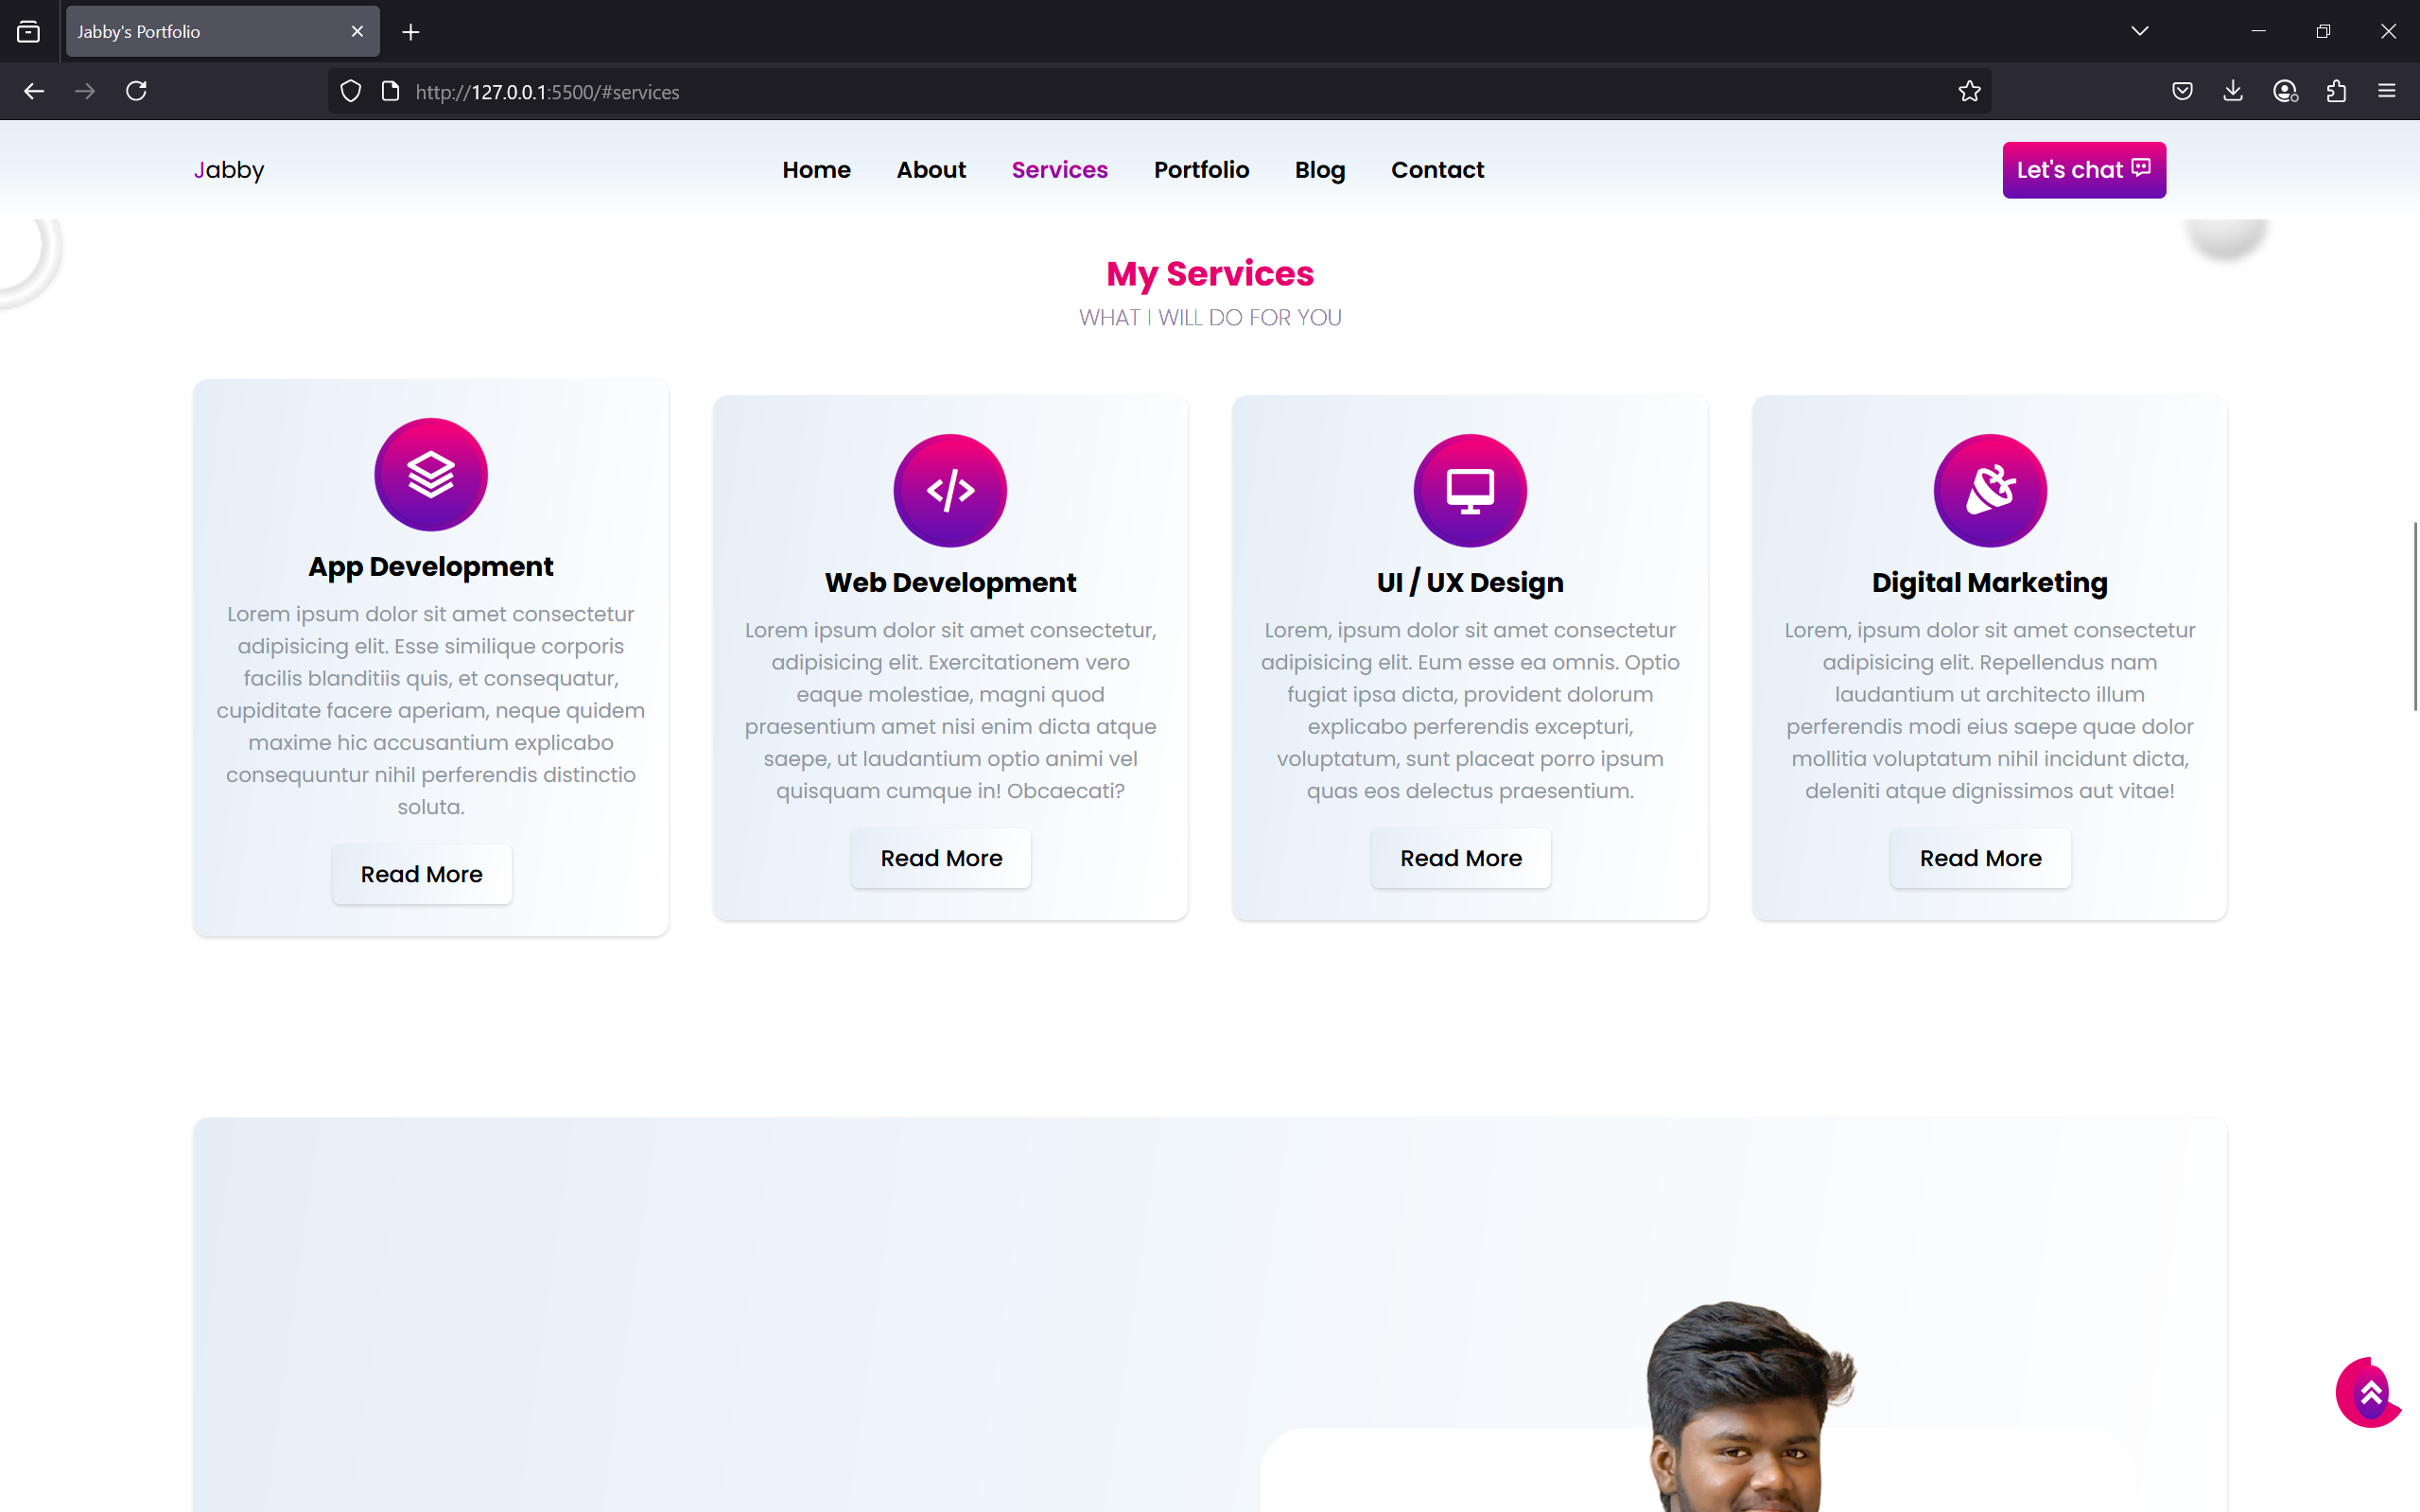 Jabby's Portfolio
http://127.0.0.1:5500/#services
Jabby
Home About Services Portfolio Blog Contact
Let's chat
My Services
WHAT I WILL DO FOR YOU
App Development
Lorem ipsum dolor sit amet consectetur
adipisicing elit. Esse similique corporis
facilis blanditiis quis, et consequatur,
cupiditate facere aperiam, neque quidem
maxime hic accusantium explicabo
consequuntur nihil perferendis distinctio
soluta.
Read More
Web Development
Lorem ipsum dolor sit amet consectetur,
adipisicing elit. Exercitationem vero
eaque molestiae, magni quod
praesentium amet nisi enim dicta atque
saepe, ut laudantium optio animi vel
quisquam cumque in! Obcaecati?
Read More
UI / UX Design
Lorem, ipsum dolor sit amet consectetur
adipisicing elit. Eum esse ea omnis. Optio
fugiat ipsa dicta, provident dolorum
explicabo perferendis excepturi,
voluptatum, sunt placeat porro ipsum
quas eos delectus praesentium.
Read More
Digital Marketing
Lorem, ipsum dolor sit amet consectetur
adipisicing elit. Repellendus nam
laudantium ut architecto illum
perferendis modi eius saepe quae dolor
mollitia voluptatum nihil incidunt dicta,
deleniti atque dignissimos aut vitae!
Read More